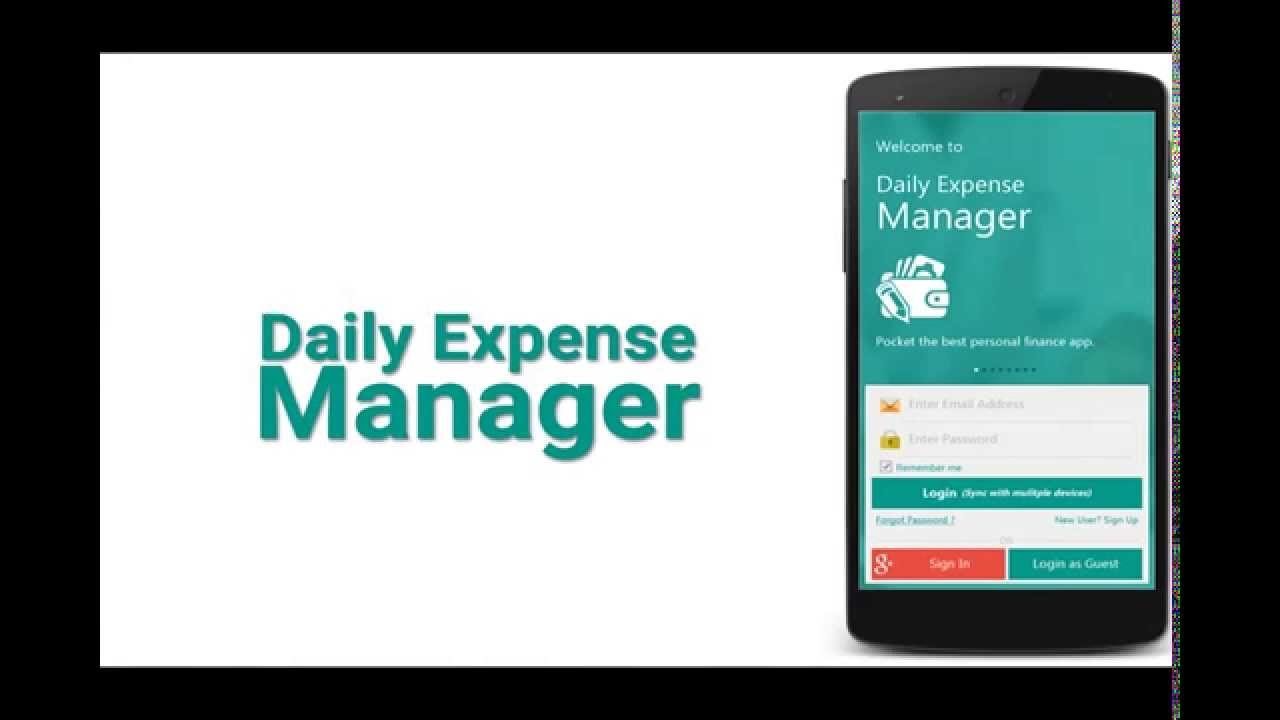 Daily Expense
Manager
Welcome to
Daily Expense
Manager
Pocket the best personal finance app.
Enter Email Address
Enter Password
Remember me
Login (Sync with mulitple devices)
Forgot Password ?
New User? Sign Up
OR
g+ Sign In
Login as Guest